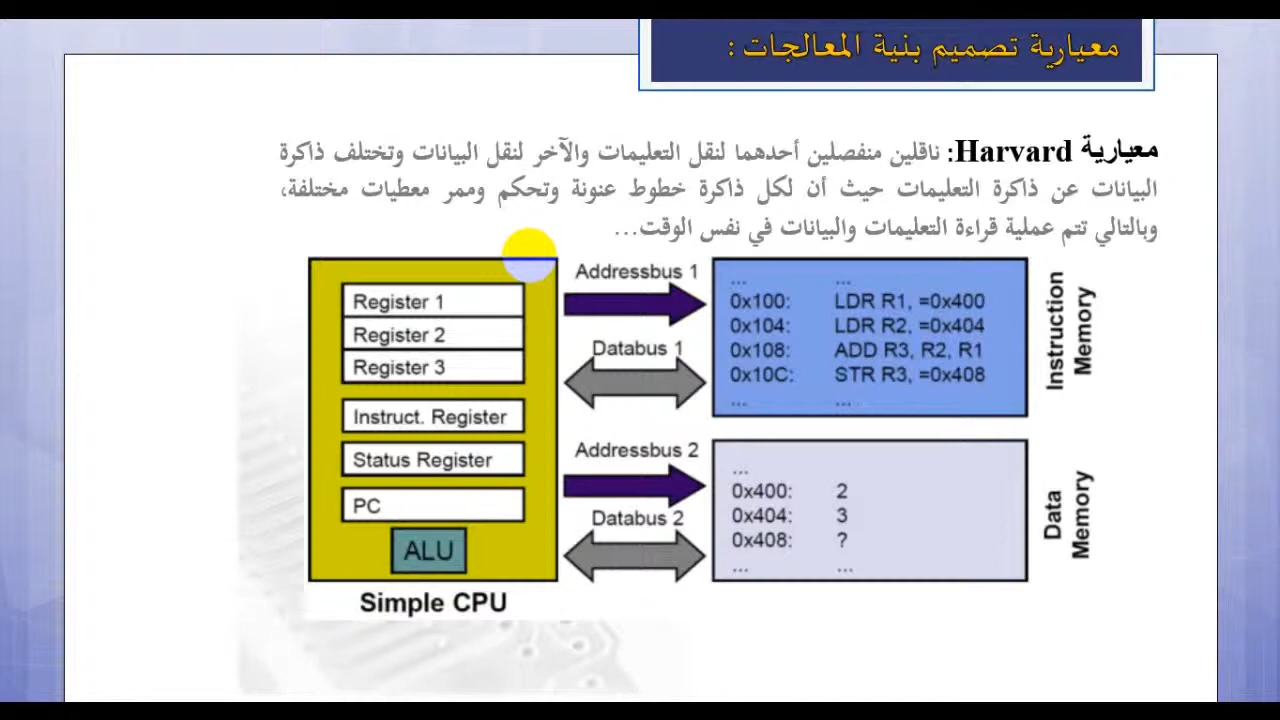 معيارية تصميم بنية المعالجات :
معيارية Harvard: ناقلين منفصلين أحدهما لنقل التعليمات والآخر لنقل البيانات وتختلف ذاكرة
البيانات عن ذاكرة التعليمات حيث أن لكل ذاكرة خطوط عنونة وتحكم وممر معطيات مختلفة،
وبالتالي تتم عملية قراءة التعليمات والبيانات في نفس الوقت...
Register 1
Register 2
Register 3
Instruct. Register
Status Register
PC
ALU
Simple CPU
Addressbus 1
Databus 1
Addressbus 2
Databus 2
... ...
0x100: LDR R1, =0x400
0x104: LDR R2, =0x404
0x108: ADD R3, R2, R1
0x10C: STR R3, =0x408
... ...
Instruction
Memory
...
0x400: 2
0x404: 3
0x408: ?
... ...
Data
Memory